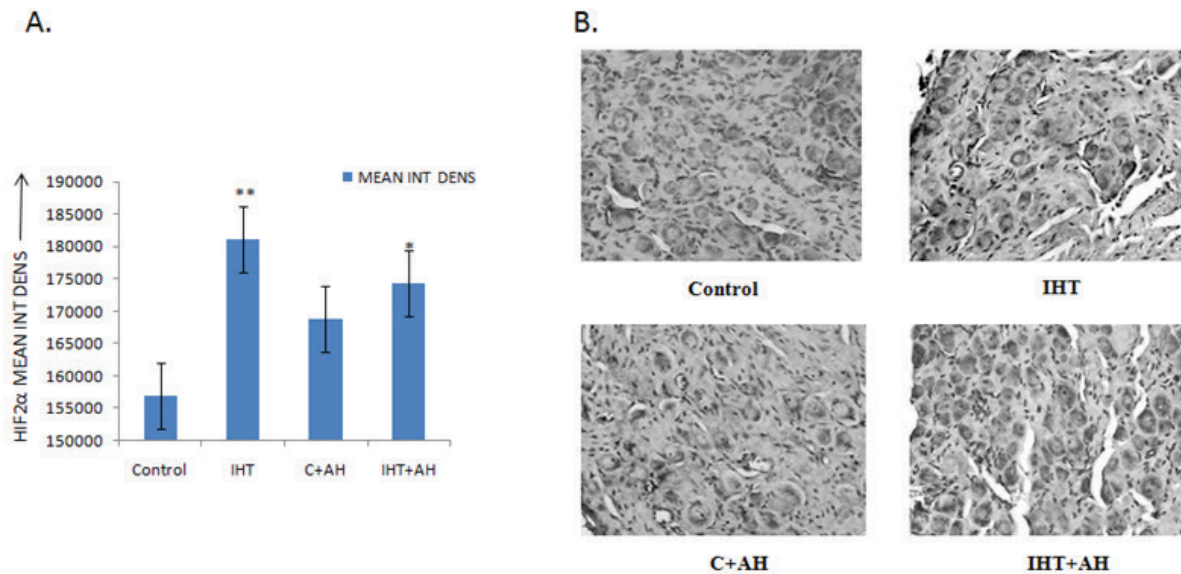 A.
B.
MEAN INT DENS
HIF2α MEAN INT DENS
190000
185000
180000
175000
170000
165000
160000
155000
150000
**
*
Control
IHT
C+AH
IHT+AH
Control
IHT
C+AH
IHT+AH